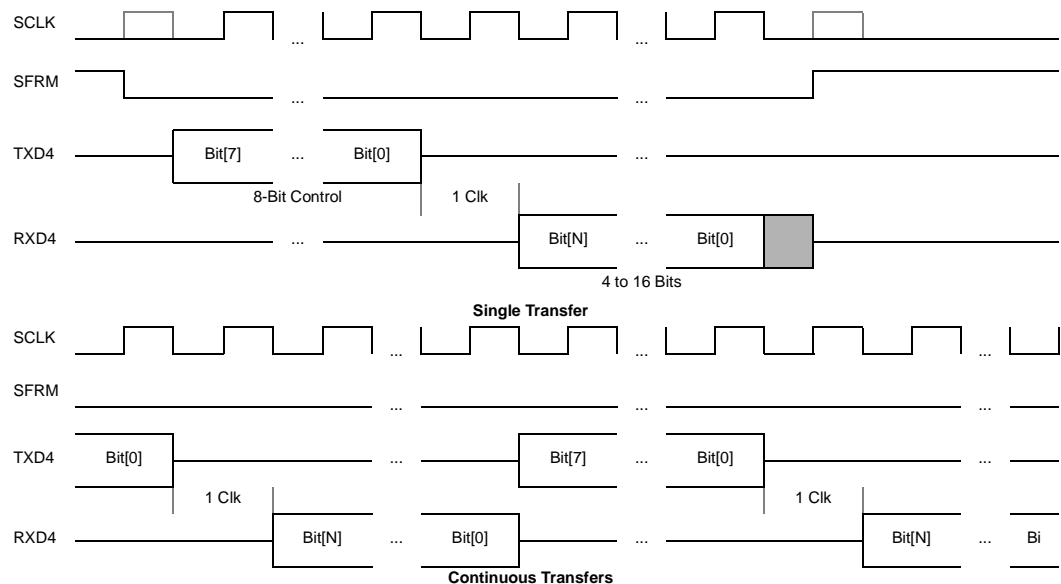 SCLK
... ...
SFRM
... ...
TXD4 Bit[7] ... Bit[0] ...
8-Bit Control 1 Clk
RXD4 ... Bit[N] ... Bit[0]
4 to 16 Bits
Single Transfer
SCLK
... ... ...
SFRM
... ... ...
TXD4 Bit[0] ... Bit[7] ... Bit[0] ...
1 Clk 1 Clk
RXD4 Bit[N] ... Bit[0] ... Bit[N] ... Bi
Continuous Transfers